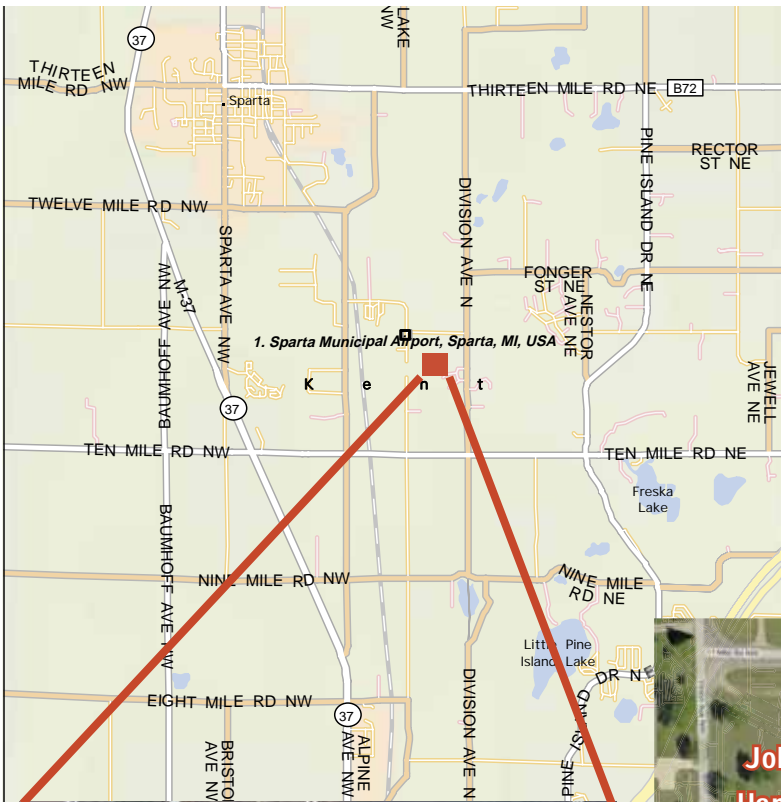 37
LAKE
NW
THIRTEEN
MILE RD NW
Sparta
THIRTEEN MILE RD NE
B72
PINE ISLAND DR NE
RECTOR
ST NE
TWELVE MILE RD NW
DIVISION AVE N
SPARTA AVE NW
BAUMHOFF AVE NW
M-37
FONGER
ST NE
NESTOR
AVE NE
1. Sparta Municipal Airport, Sparta, MI, USA
K e n t
JEWELL
AVE NE
37
TEN MILE RD NW
TEN MILE RD NE
Freska
Lake
BAUMHOFF AVE NW
NINE MILE RD NW
NINE MILE
RD NE
Little Pine
Island Lake
PINE ISLAND DR NE
EIGHT MILE RD NW
DIVISION AVE N
37
BRISTOL
AVE NW
ALPINE
AVE NW